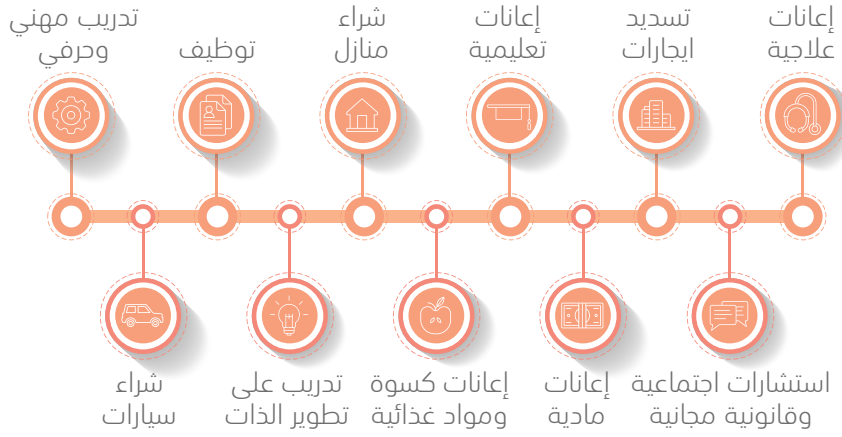 إعانات
علاجية
تسديد
ايجارات
إعانات
تعليمية
شراء
منازل
توظيف
تدريب مهني
وحرفي
استشارات اجتماعية
وقانونية مجانية
إعانات
مادية
إعانات كسوة
ومواد غذائية
تدريب على
تطوير الذات
شراء
سيارات